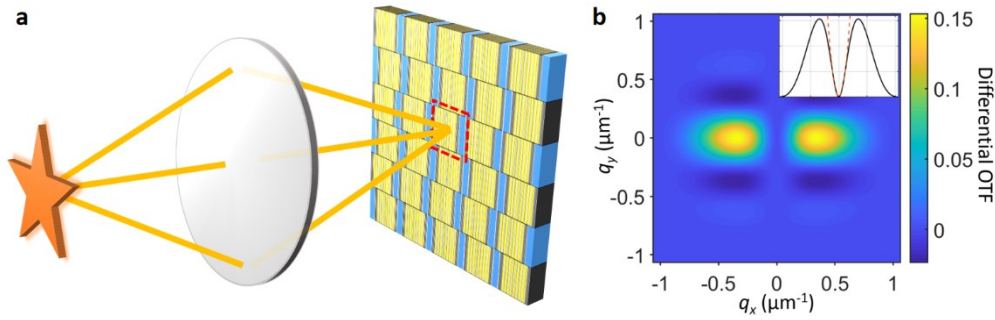 a
b
1
0.5
0
-0.5
-1
q_y (μm⁻¹)
-1 -0.5 0 0.5 1
q_x (μm⁻¹)
0.15
0.1
0.05
0
Differential OTF